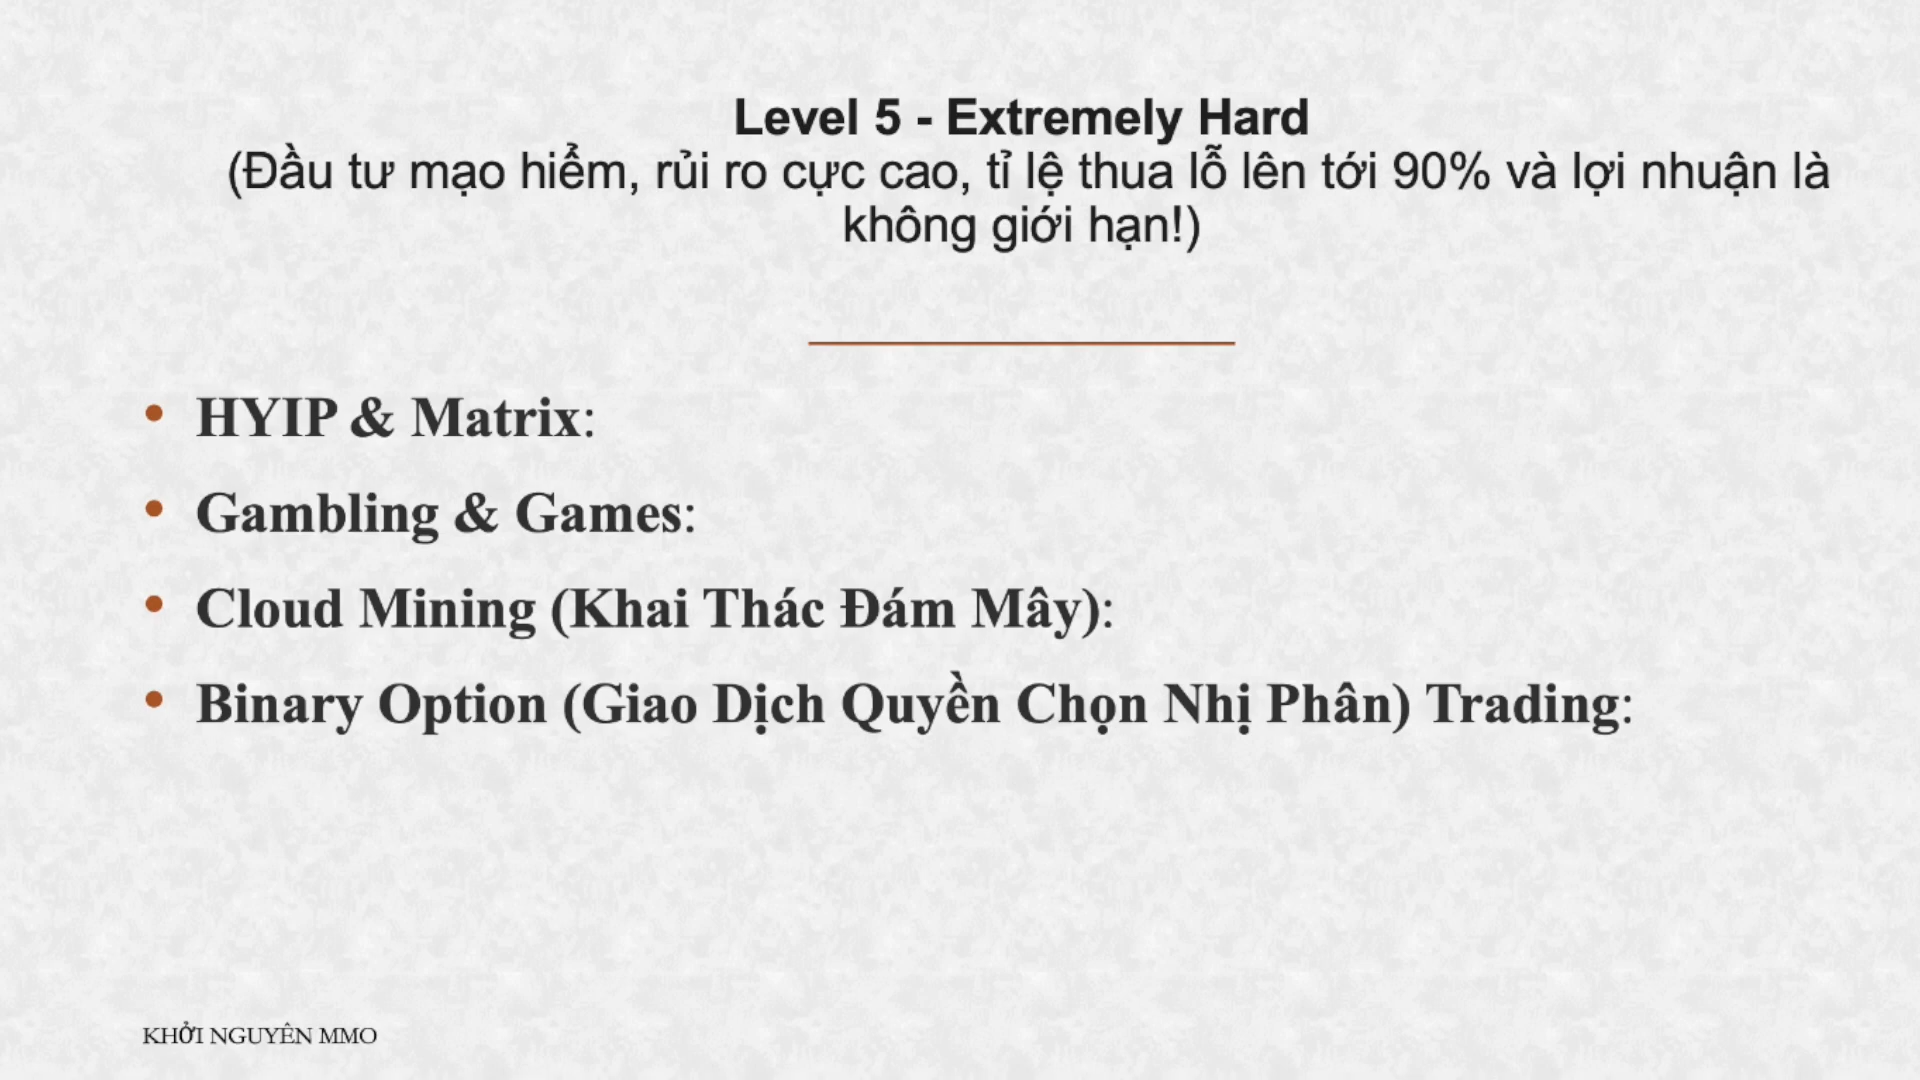 Level 5 - Extremely Hard
(Đầu tư mạo hiểm, rủi ro cực cao, tỉ lệ thua lỗ lên tới 90% và lợi nhuận là
không giới hạn!)
• HYIP & Matrix:
• Gambling & Games:
• Cloud Mining (Khai Thác Đám Mây):
• Binary Option (Giao Dịch Quyền Chọn Nhị Phân) Trading:
KHỞI NGUYÊN MMO